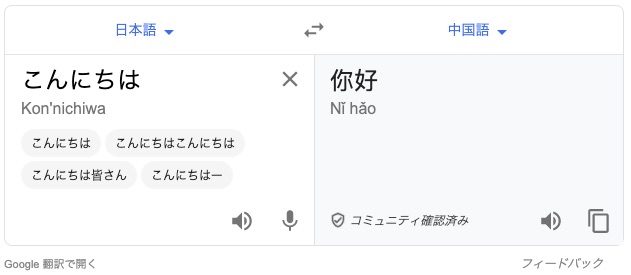 日本語 中国語
こんにちは
Kon'nichiwa
こんにちは こんにちはこんにちは
こんにちは皆さん こんにちはー
你好
Nǐ hǎo
コミュニティ確認済み
Google 翻訳で開く フィードバック